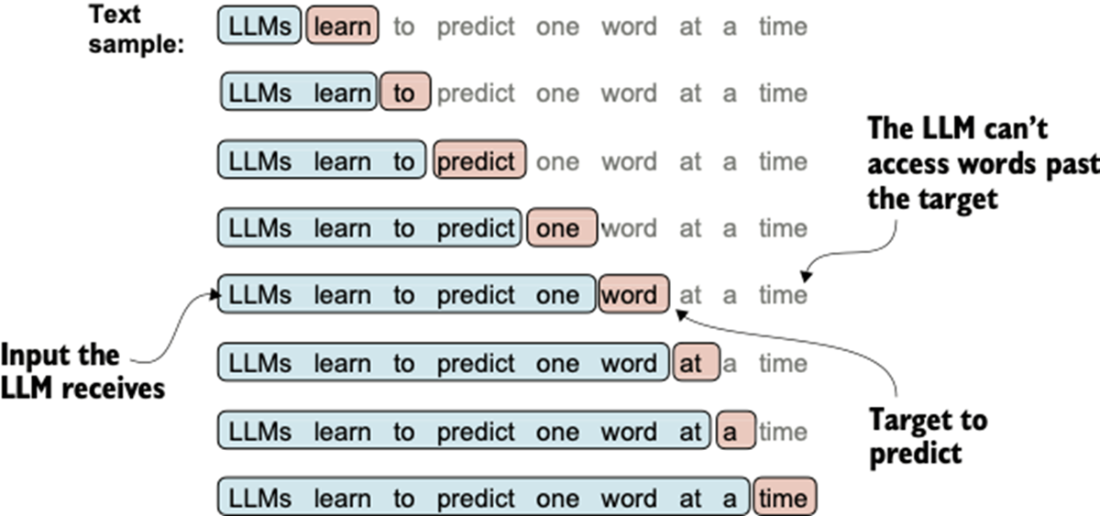 Text
sample:
LLMs learn to predict one word at a time
LLMs learn to predict one word at a time
LLMs learn to predict one word at a time
LLMs learn to predict one word at a time
LLMs learn to predict one word at a time
LLMs learn to predict one word at a time
LLMs learn to predict one word at a time
LLMs learn to predict one word at a time
The LLM can't
access words past
the target
Input the
LLM receives
Target to
predict